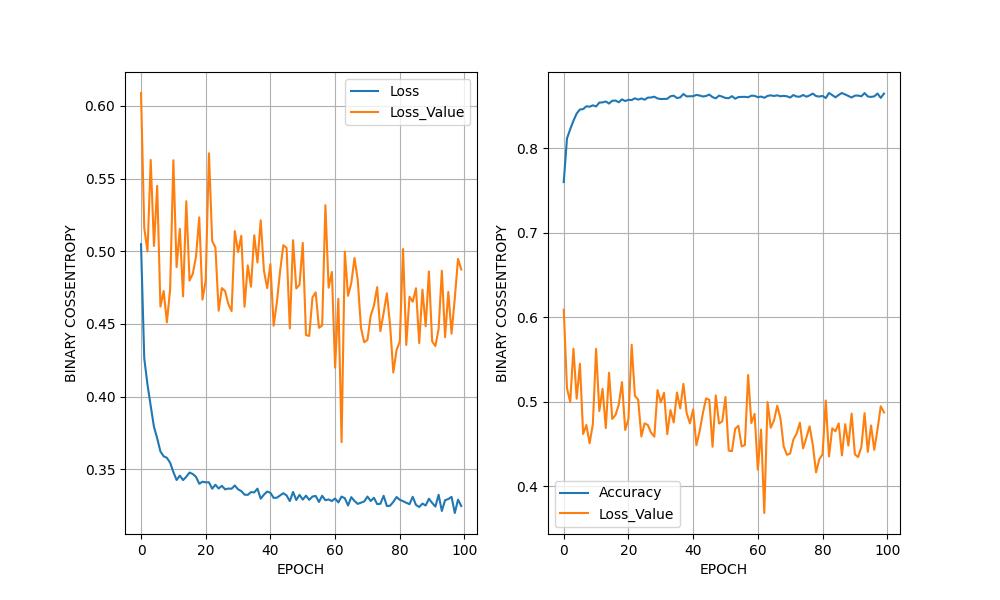 Loss
Loss_Value
0.60
0.55
0.50
0.45
0.40
0.35
BINARY COSSENTROPY
0 20 40 60 80 100
EPOCH
0.8
0.7
0.6
0.5
0.4
BINARY COSSENTROPY
Accuracy
Loss_Value
0 20 40 60 80 100
EPOCH